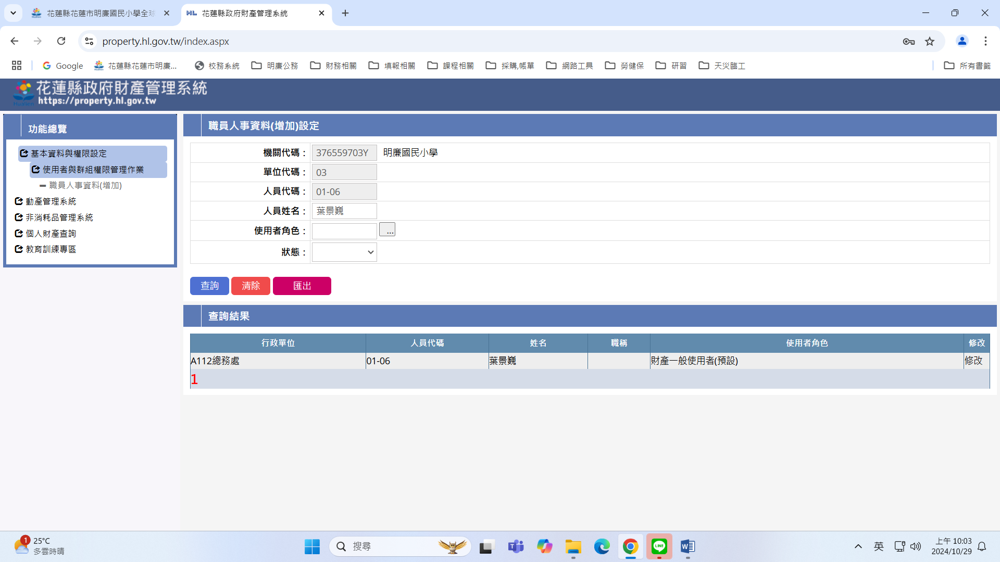 花蓮縣花蓮市明廉國民小學全球
花蓮縣政府財產管理系統
property.hl.gov.tw/index.aspx
Google
花蓮縣花蓮市明廉...
校務系統
明廉公務
財務相關
填報相關
課程相關
採購,帳單
網路工具
勞健保
研習
天災臨工
所有書籤
花蓮縣政府財產管理系統
https://property.hl.gov.tw
功能總覽
基本資料與權限設定
使用者與群組權限管理作業
職員人事資料(增加)
動產管理系統
非消耗品管理系統
個人財產查詢
教育訓練專區
職員人事資料(增加)設定
機關代碼： 376559703Y 明廉國民小學
單位代碼： 03
人員代碼： 01-06
人員姓名： 葉景巍
使用者角色： ...
狀態：
查詢 清除 匯出
查詢結果
行政單位 人員代碼 姓名 職稱 使用者角色 修改
A112總務處 01-06 葉景巍 財產一般使用者(預設) 修改
1
1
25°C
多雲時晴
搜尋
LINE
英
上午 10:03
2024/10/29